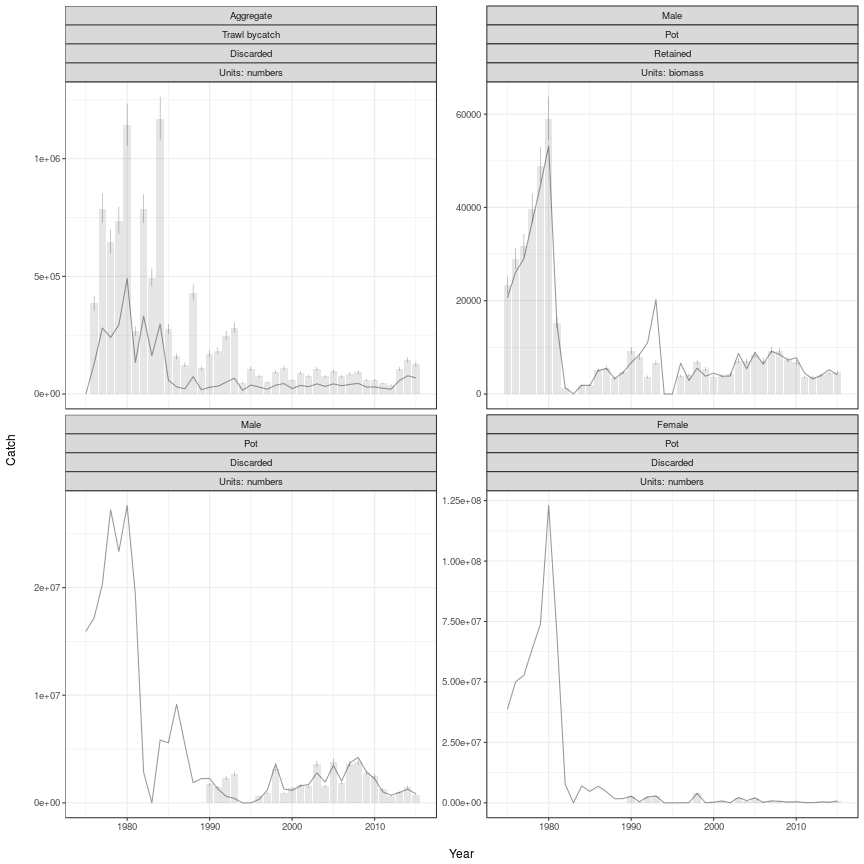 Aggregate
Trawl bycatch
Discarded
Units: numbers
Male
Pot
Retained
Units: biomass
1e+06
5e+05
0e+00
60000
40000
20000
0
Catch
Male
Pot
Discarded
Units: numbers
Female
Pot
Discarded
Units: numbers
2e+07
1e+07
0e+00
1980
1990
2000
2010
1.25e+08
1.00e+08
7.50e+07
5.00e+07
2.50e+07
0.00e+00
1980
1990
2000
2010
Year